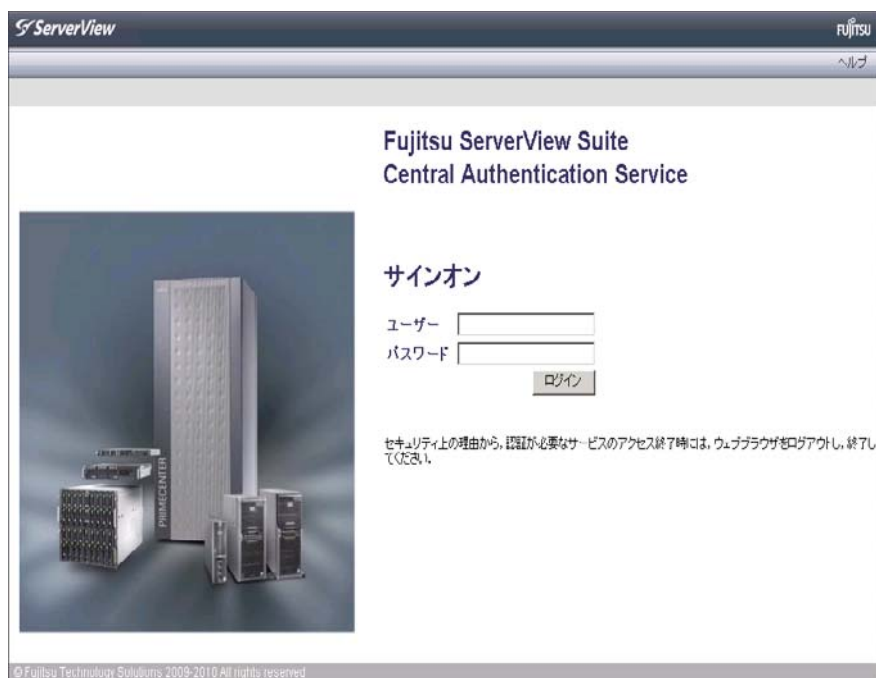 ServerView
FUJITSU
ヘルプ
Fujitsu ServerView Suite
Central Authentication Service
サインオン
ユーザー
パスワード
ログイン
セキュリティ上の理由から，認証が必要なサービスのアクセス終了時には，ウェブブラウザをログアウトし，終了し
てください。
PRIMECENTER
© Fujitsu Technology Solutions 2009-2010 All rights reserved